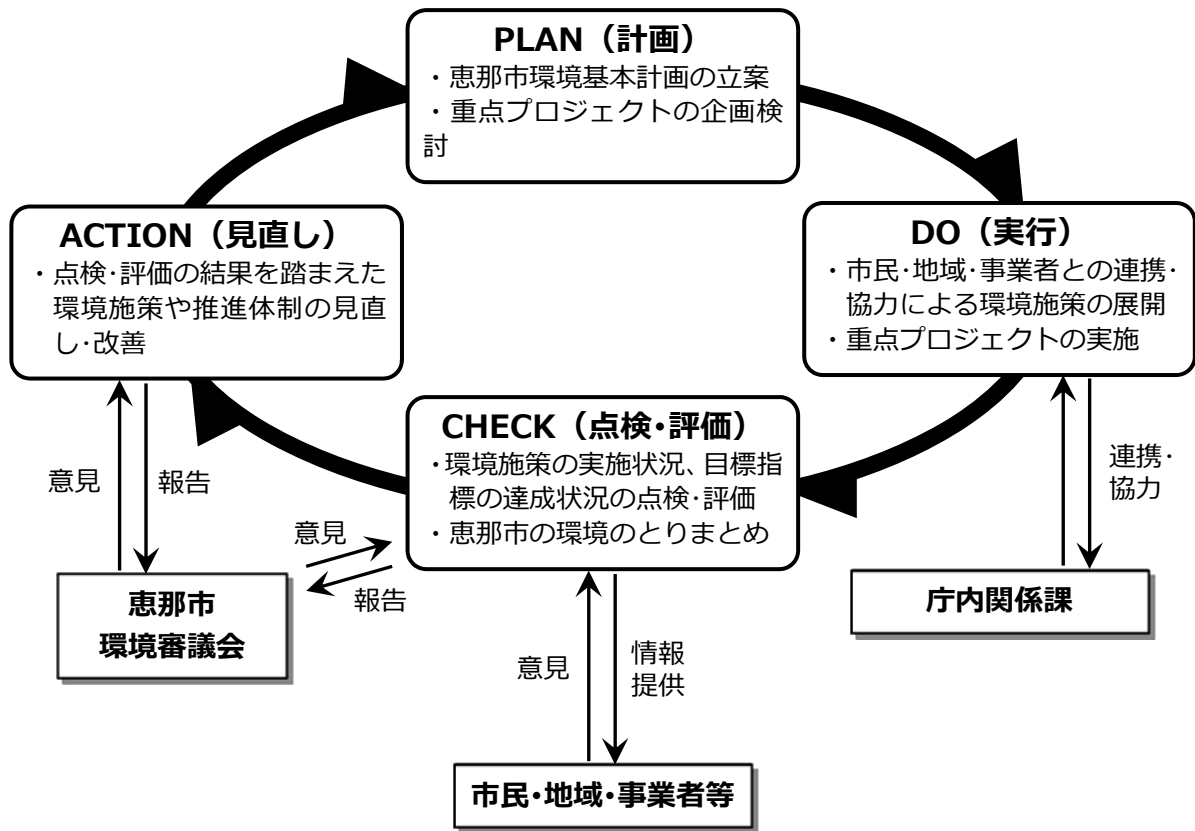 PLAN（計画）
・恵那市環境基本計画の立案
・重点プロジェクトの企画検
討
ACTION（見直し）
・点検・評価の結果を踏まえた
環境施策や推進体制の見直
し・改善
DO（実行）
・市民・地域・事業者との連携・
協力による環境施策の展開
・重点プロジェクトの実施
CHECK（点検・評価）
・環境施策の実施状況、目標指
標の達成状況の点検・評価
・恵那市の環境のとりまとめ
意見
報告
連携・
協力
意見
報告
恵那市
環境審議会
庁内関係課
意見
情報
提供
市民・地域・事業者等